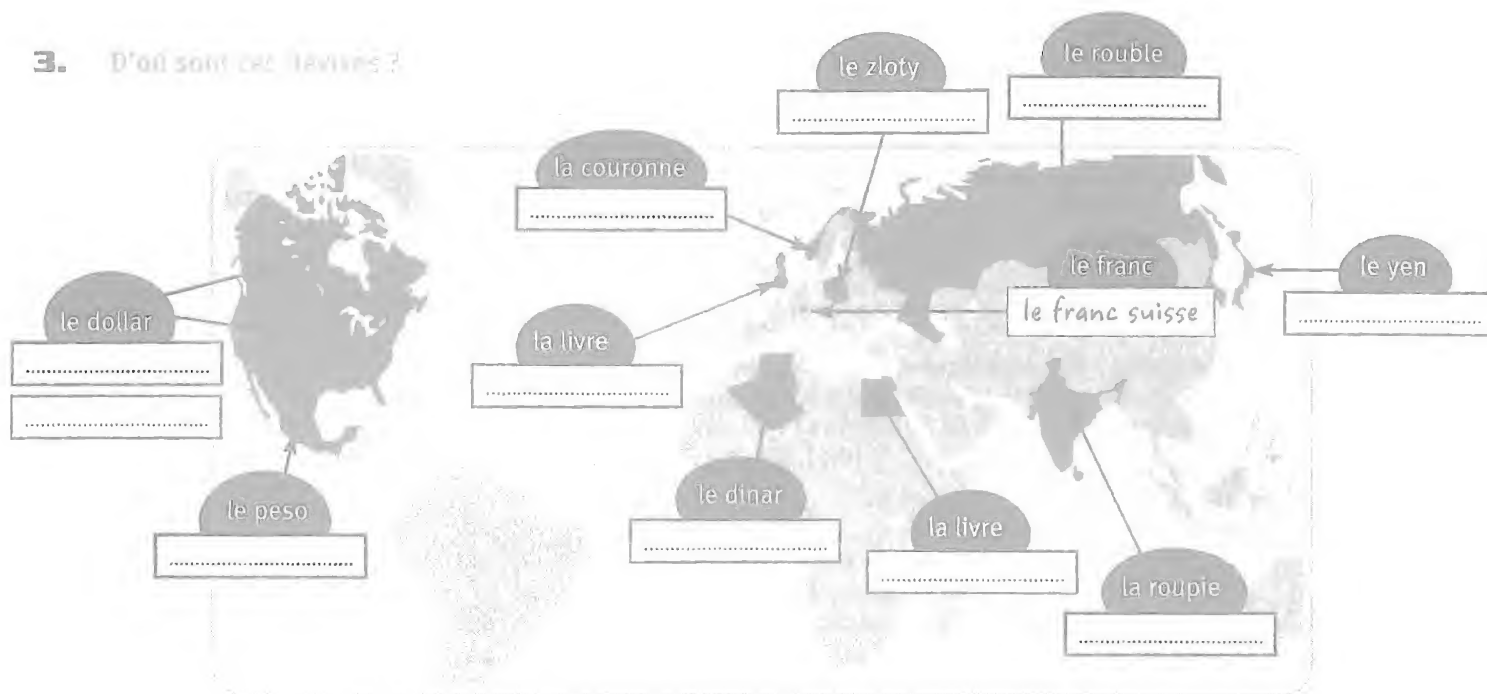 3. D'où sont ces devises ?
le zloty
le rouble
la couronne
le franc
le franc suisse
le yen
le dollar
la livre
le dinar
le peso
la livre
la roupie